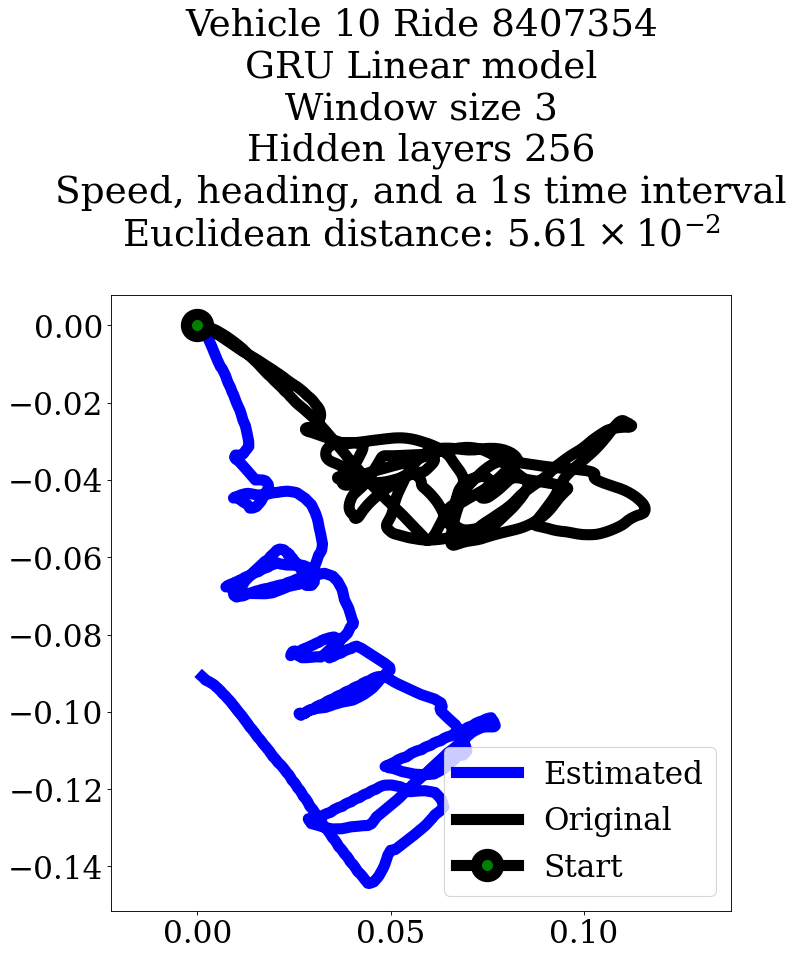 Vehicle 10 Ride 8407354
GRU Linear model
Window size 3
Hidden layers 256
Speed, heading, and a 1s time interval
Euclidean distance: 5.61 × 10⁻²
0.00
−0.02
−0.04
−0.06
−0.08
−0.10
−0.12
−0.14
Estimated
Original
Start
0.00 0.05 0.10